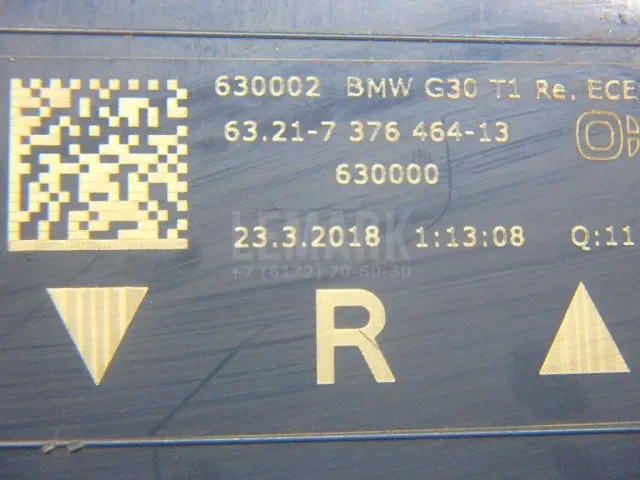 630002 BMW G30 T1 Re. ECE
63.21-7 376 464-13
630000
LEMARK
23.3.2018 1:13:08 Q:11
+7 (8172) 70-60-30
R